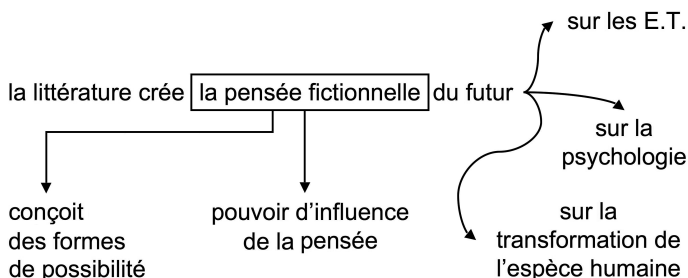 sur les E.T.
la littérature crée la pensée fictionnelle du futur
sur la
psychologie
conçoit
des formes
de possibilité
pouvoir d’influence
de la pensée
sur la
transformation de
l’espèce humaine